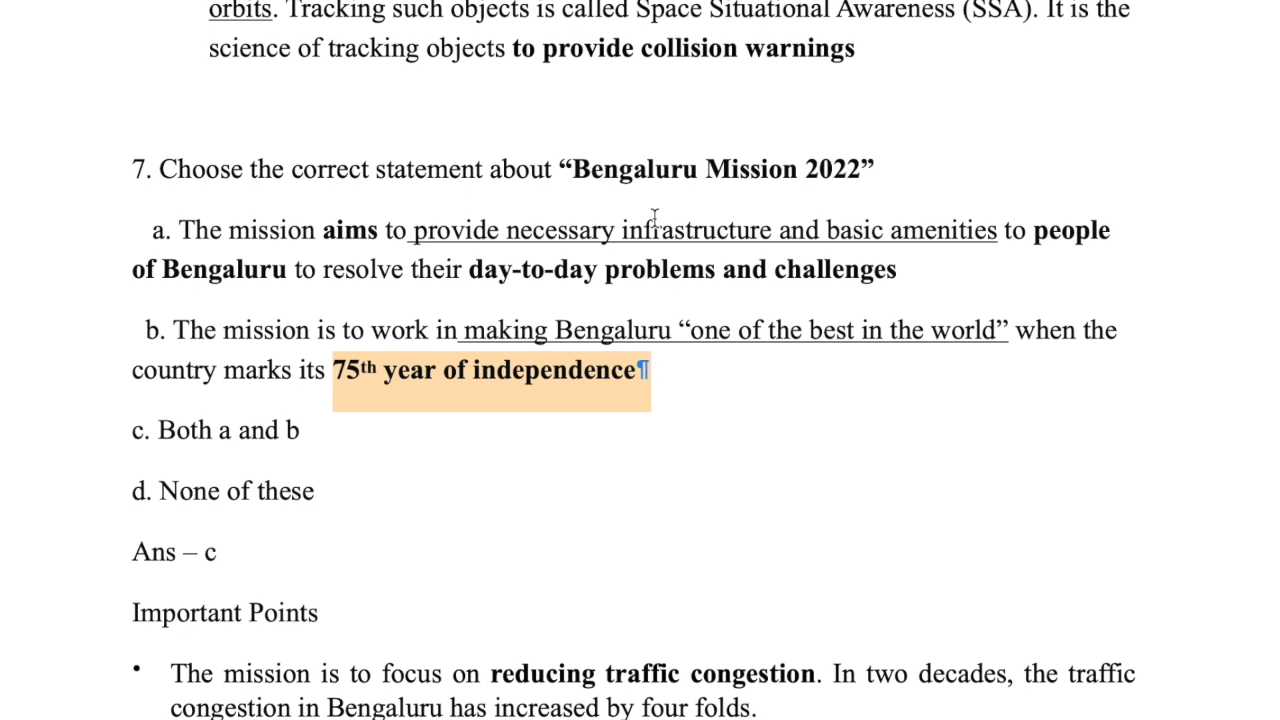 orbits. Tracking such objects is called Space Situational Awareness (SSA). It is the
science of tracking objects to provide collision warnings
7. Choose the correct statement about “Bengaluru Mission 2022”
a. The mission aims to provide necessary infrastructure and basic amenities to people
of Bengaluru to resolve their day-to-day problems and challenges
b. The mission is to work in making Bengaluru “one of the best in the world” when the
country marks its 75th year of independence¶
c. Both a and b
d. None of these
Ans – c
Important Points
• The mission is to focus on reducing traffic congestion. In two decades, the traffic
congestion in Bengaluru has increased by four folds.